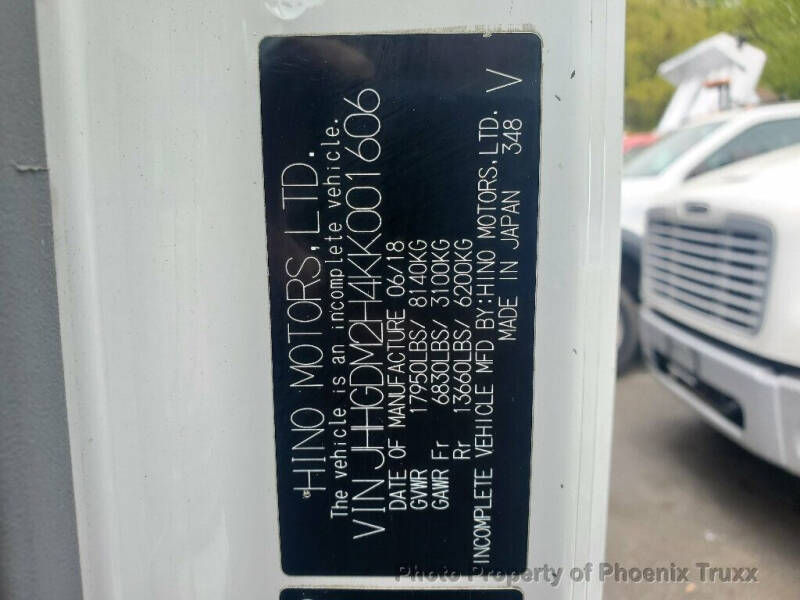 HINO MOTORS, LTD.
The vehicle is an incomplete vehicle.
VIN JHHGDM2H4KK001606
DATE OF MANUFACTURE 06/18
GVWR 17950LBS/ 8140KG
GAWR Fr 6830LBS/ 3100KG
Rr 13660LBS/ 6200KG
INCOMPLETE VEHICLE MFD BY:HINO MOTORS,LTD.
MADE IN JAPAN 348 V
Photo Property of Phoenix Truxx